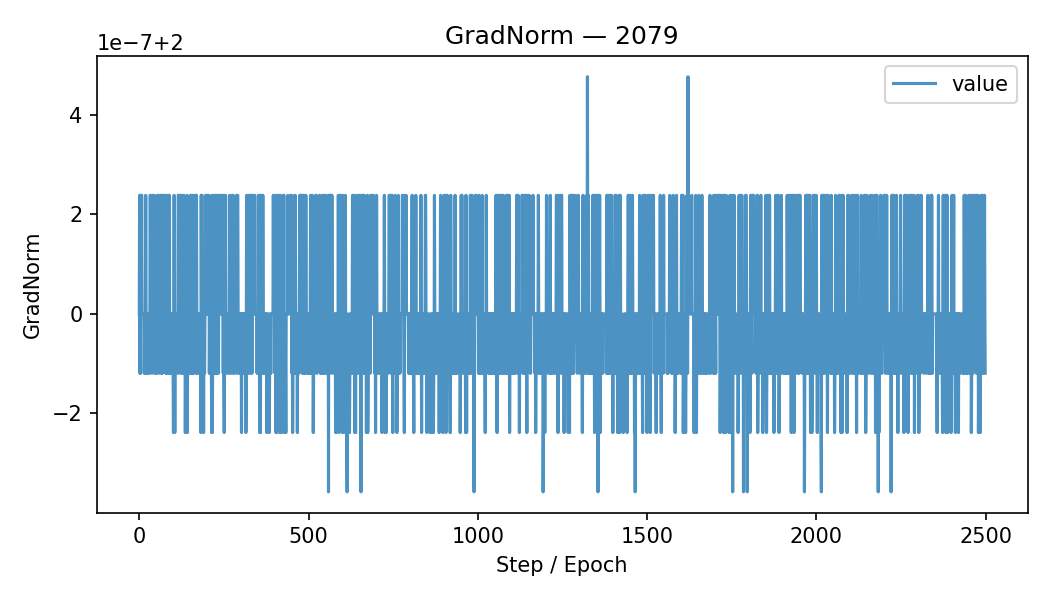 GradNorm — 2079
1e−7+2
value
4
2
0
−2
GradNorm
0 500 1000 1500 2000 2500
Step / Epoch